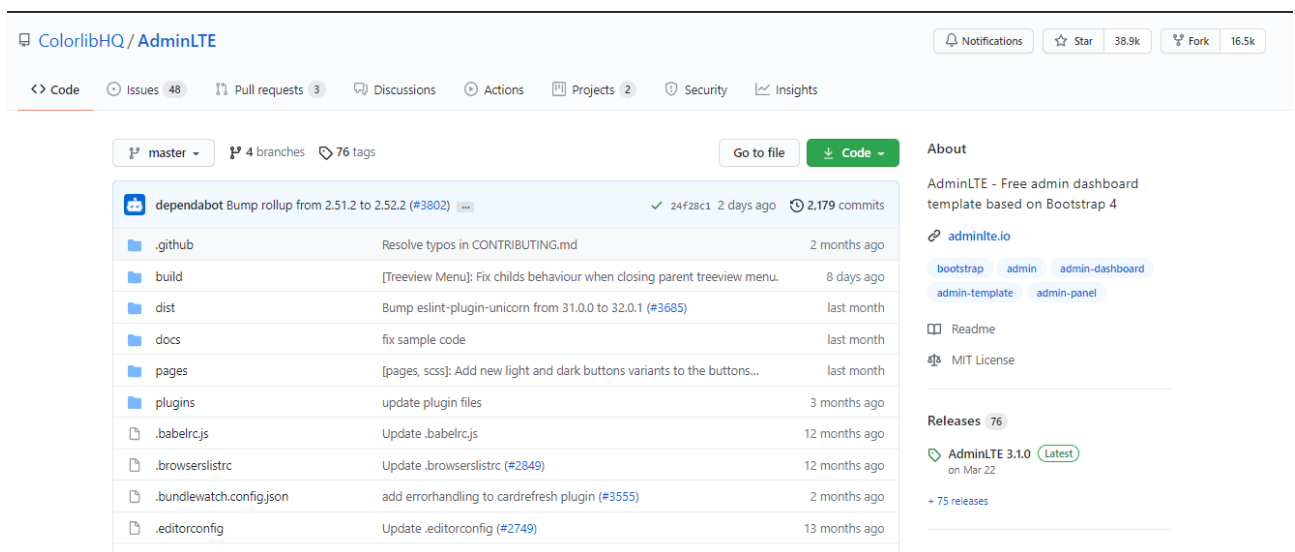 ColorlibHQ / AdminLTE
Notifications
Star 38.9k
Fork 16.5k
Code
Issues 48
Pull requests 3
Discussions
Actions
Projects 2
Security
Insights
master
4 branches
76 tags
Go to file
Code
dependabot Bump rollup from 2.51.2 to 2.52.2 (#3802) ...
24f28c1 2 days ago
2,179 commits
.github Resolve typos in CONTRIBUTING.md 2 months ago
build [Treeview Menu]: Fix childs behaviour when closing parent treeview menu. 8 days ago
dist Bump eslint-plugin-unicorn from 31.0.0 to 32.0.1 (#3685) last month
docs fix sample code last month
pages [pages, scss]: Add new light and dark buttons variants to the buttons... last month
plugins update plugin files 3 months ago
.babelrc.js Update .babelrc.js 12 months ago
.browserslistrc Update .browserslistrc (#2849) 12 months ago
.bundlewatch.config.json add errorhandling to cardrefresh plugin (#3555) 2 months ago
.editorconfig Update .editorconfig (#2749) 13 months ago
About
AdminLTE - Free admin dashboard
template based on Bootstrap 4
adminlte.io
bootstrap admin admin-dashboard
admin-template admin-panel
Readme
MIT License
Releases 76
AdminLTE 3.1.0 Latest
on Mar 22
+ 75 releases